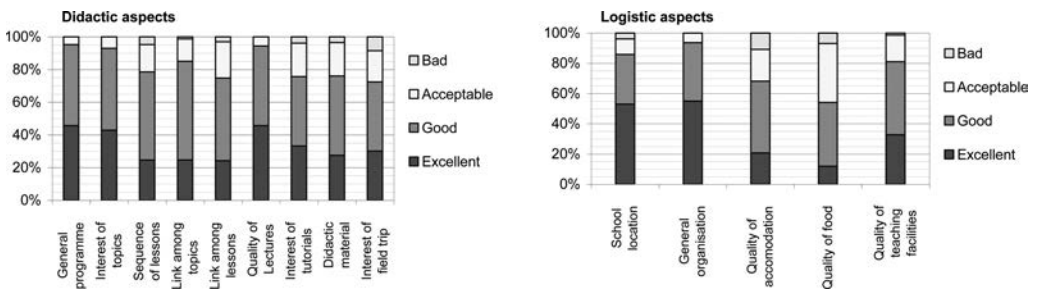 Didactic aspects
100%
80%
60%
40%
20%
0%
Bad
Acceptable
Good
Excellent
General
programme
Interest of
topics
Sequence
of lessons
Link among
topics
Link among
lessons
Quality of
Lectures
Interest of
tutorials
Didactic
material
Interest of
field trip
Logistic aspects
100%
80%
60%
40%
20%
0%
Bad
Acceptable
Good
Excellent
School
location
General
organisation
Quality of
accomodation
Quality of food
Quality of
teaching
facilities